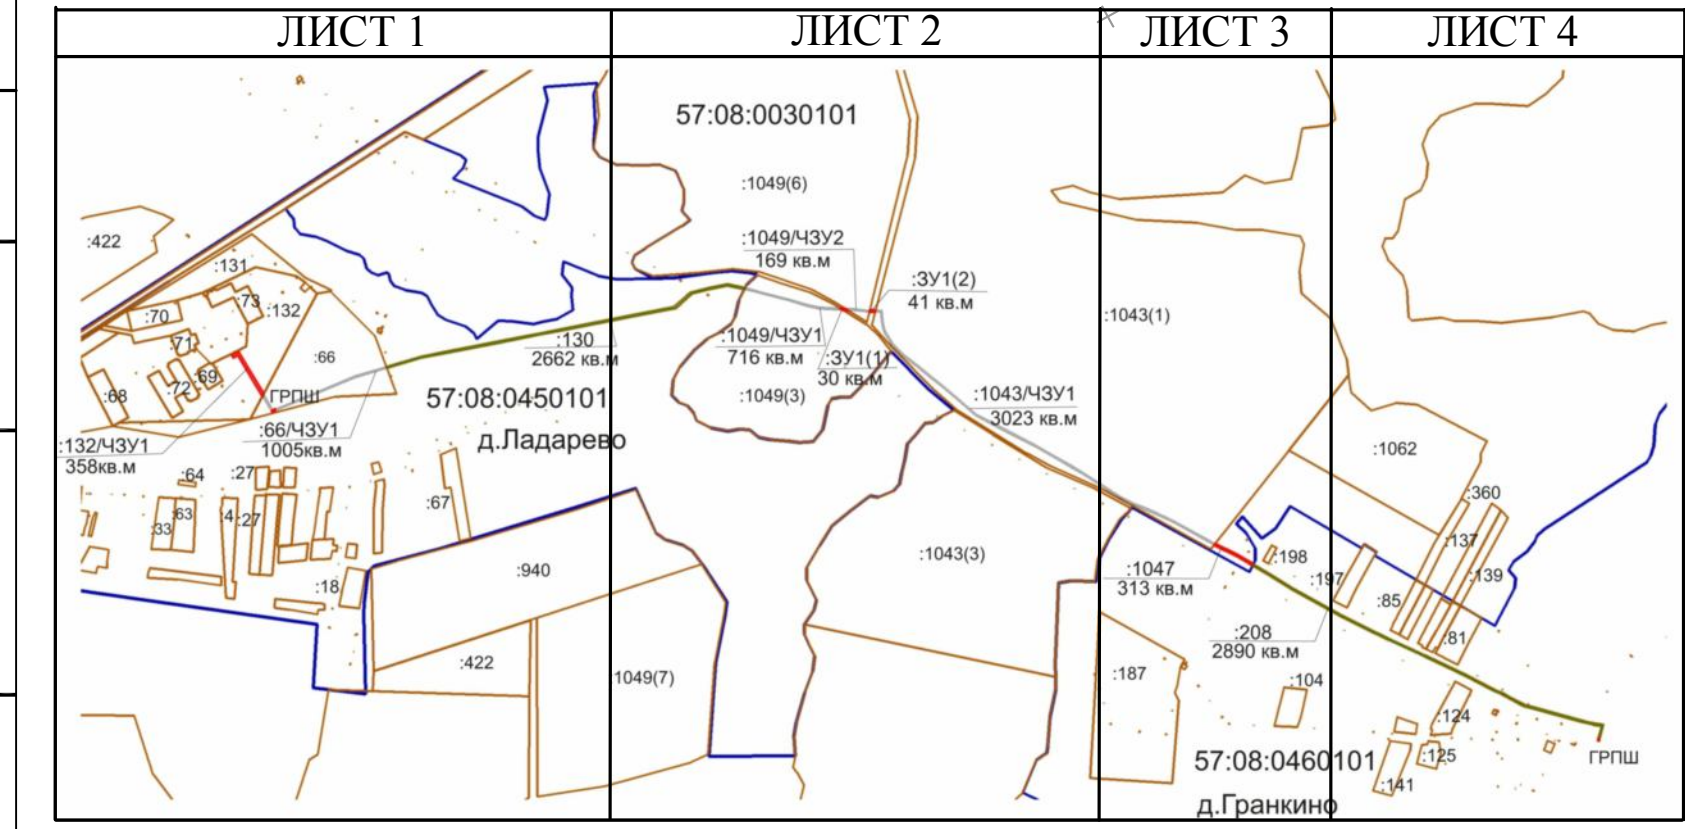 ЛИСТ 1
ЛИСТ 2
ЛИСТ 3
ЛИСТ 4
57:08:0030101
:1049(6)
:422
:131
:1049/ЧЗУ2
169 кв.м
:ЗУ1(2)
41 кв.м
:73
:132
:70
:71
:66
:130
2662 кв.м
:1049/ЧЗУ1
716 кв.м
:ЗУ1(1)
30 кв.м
:1043(1)
:69
:72
:68
ГРПШ
57:08:0450101
д.Ладарево
:1049(3)
:1043/ЧЗУ1
3023 кв.м
:132/ЧЗУ1
358кв.м
:66/ЧЗУ1
1005кв.м
:1062
:64
:27
:67
:63
:33
:4
:27
:360
:137
:139
:18
:940
:1043(3)
:1047
313 кв.м
:198
:197
:85
:81
:208
2890 кв.м
:422
1049(7)
:187
:104
:124
:125
:141
57:08:0460101
д.Гранкино
ГРПШ